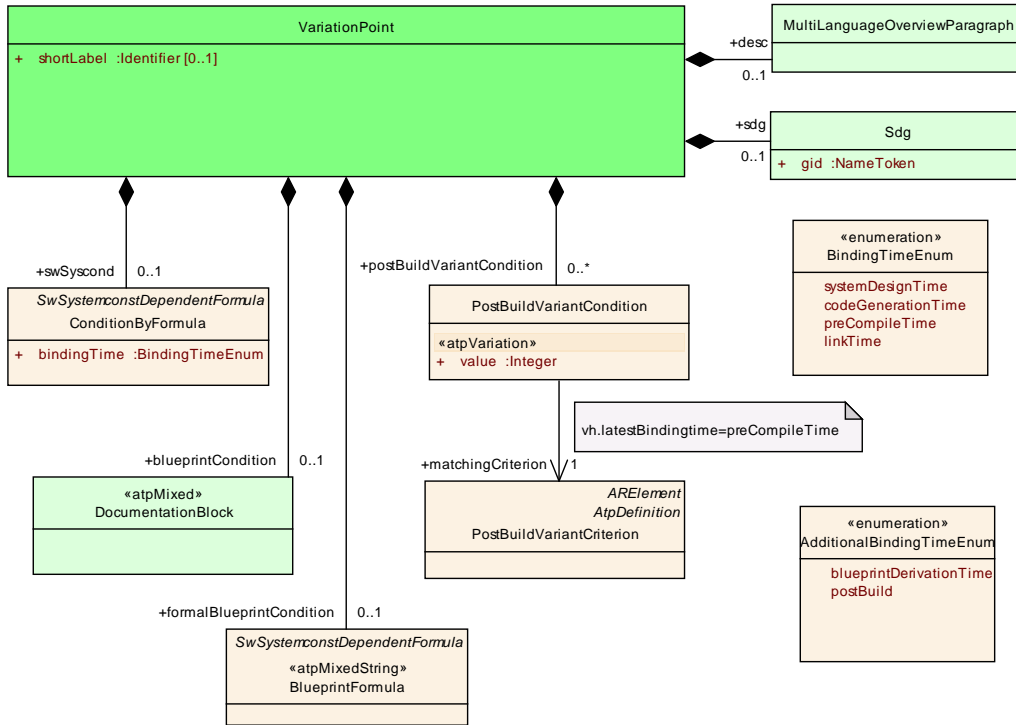 VariationPoint
+ shortLabel :Identifier [0..1]
+desc
0..1
MultiLanguageOverviewParagraph
+sdg
0..1
Sdg
+ gid :NameToken
+swSyscond
0..1
+postBuildVariantCondition
0..*
SwSystemconstDependentFormula
ConditionByFormula
+ bindingTime :BindingTimeEnum
PostBuildVariantCondition
«atpVariation»
+ value :Integer
«enumeration»
BindingTimeEnum
systemDesignTime
codeGenerationTime
preCompileTime
linkTime
vh.latestBindingtime=preCompileTime
+blueprintCondition
0..1
+matchingCriterion
1
«atpMixed»
DocumentationBlock
ARElement
AtpDefinition
PostBuildVariantCriterion
«enumeration»
AdditionalBindingTimeEnum
blueprintDerivationTime
postBuild
+formalBlueprintCondition
0..1
SwSystemconstDependentFormula
«atpMixedString»
BlueprintFormula